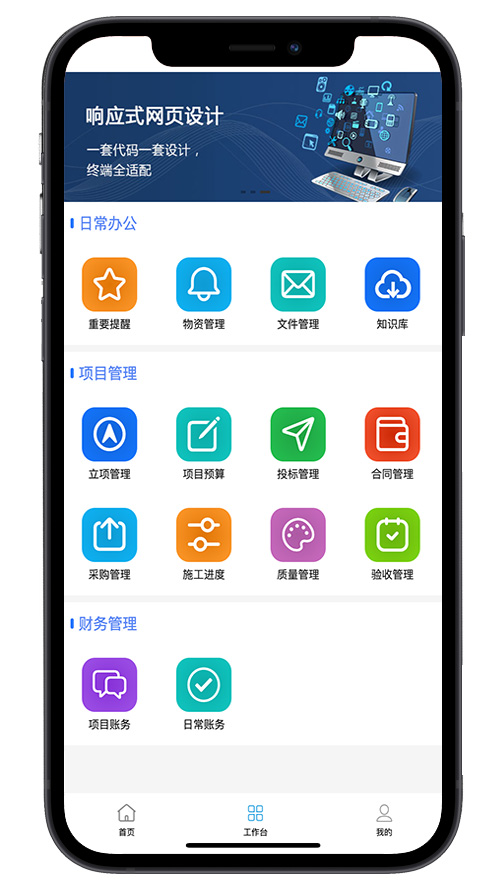 响应式网页设计
一套代码一套设计，
终端全适配
日常办公
重要提醒 物资管理 文件管理 知识库
项目管理
立项管理 项目预算 投标管理 合同管理
采购管理 施工进度 质量管理 验收管理
财务管理
项目账务 日常账务
首页 工作台 我的